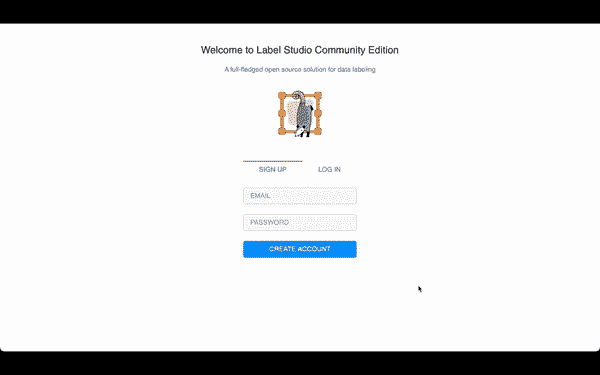 Welcome to Label Studio Community Edition
A full-fledged open source solution for data labeling
SIGN UP LOG IN
EMAIL
PASSWORD
CREATE ACCOUNT